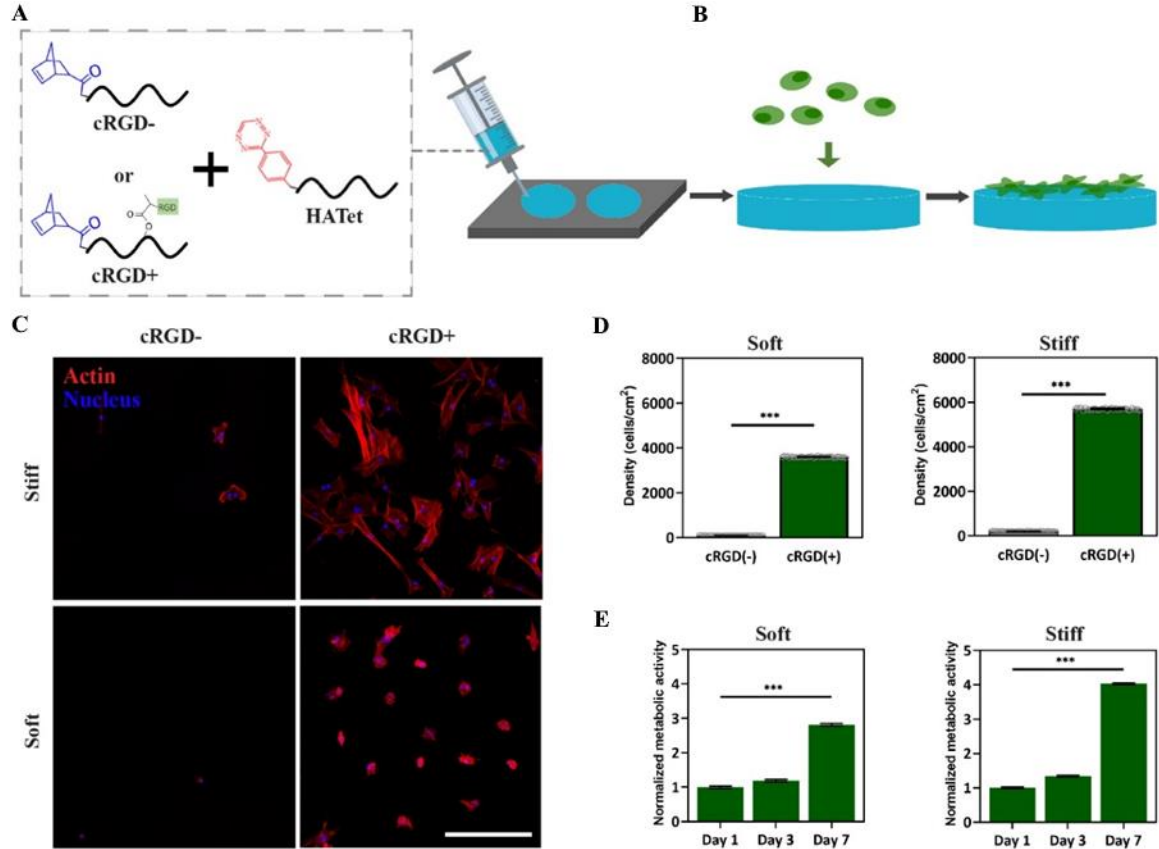 A
B
cRGD-
or
RGD
O
O
cRGD+
+
HATet
C
cRGD-
cRGD+
Actin
Nucleus
Stiff
Soft
D
Soft
Density (cells/cm²)
8000
6000
4000
2000
0
***
cRGD(-)
cRGD(+)
Stiff
Density (cells/cm²)
8000
6000
4000
2000
0
***
cRGD(-)
cRGD(+)
E
Soft
Normalized metabolic activity
5
4
3
2
1
0
***
Day 1
Day 3
Day 7
Stiff
Normalized metabolic activity
5
4
3
2
1
0
***
Day 1
Day 3
Day 7